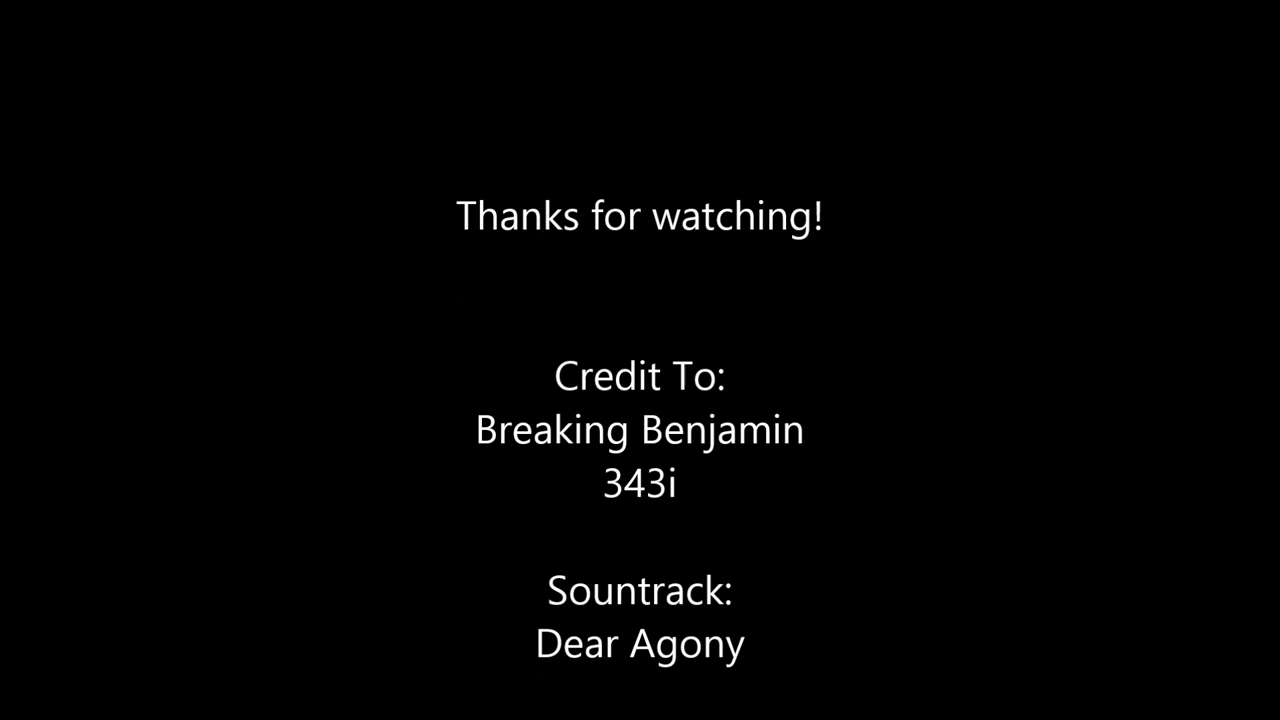 Thanks for watching!
Credit To:
Breaking Benjamin
343i
Sountrack:
Dear Agony